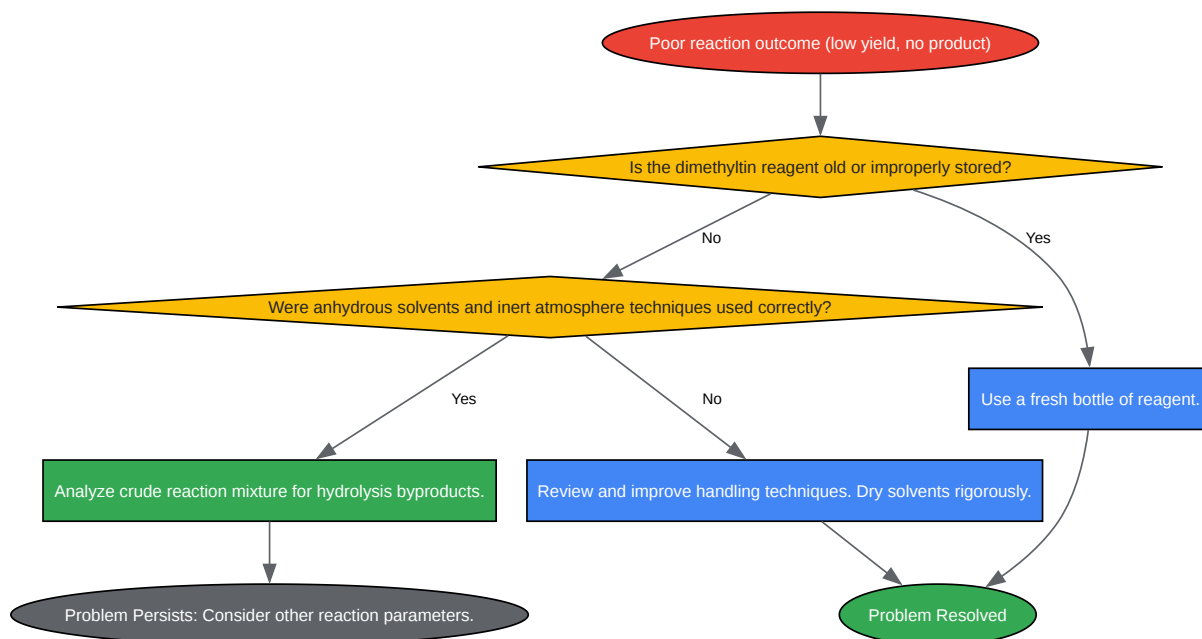 Poor reaction outcome (low yield, no product)
Is the dimethyltin reagent old or improperly stored?
No
Yes
Were anhydrous solvents and inert atmosphere techniques used correctly?
Yes
No
Use a fresh bottle of reagent.
Analyze crude reaction mixture for hydrolysis byproducts.
Review and improve handling techniques. Dry solvents rigorously.
Problem Persists: Consider other reaction parameters.
Problem Resolved